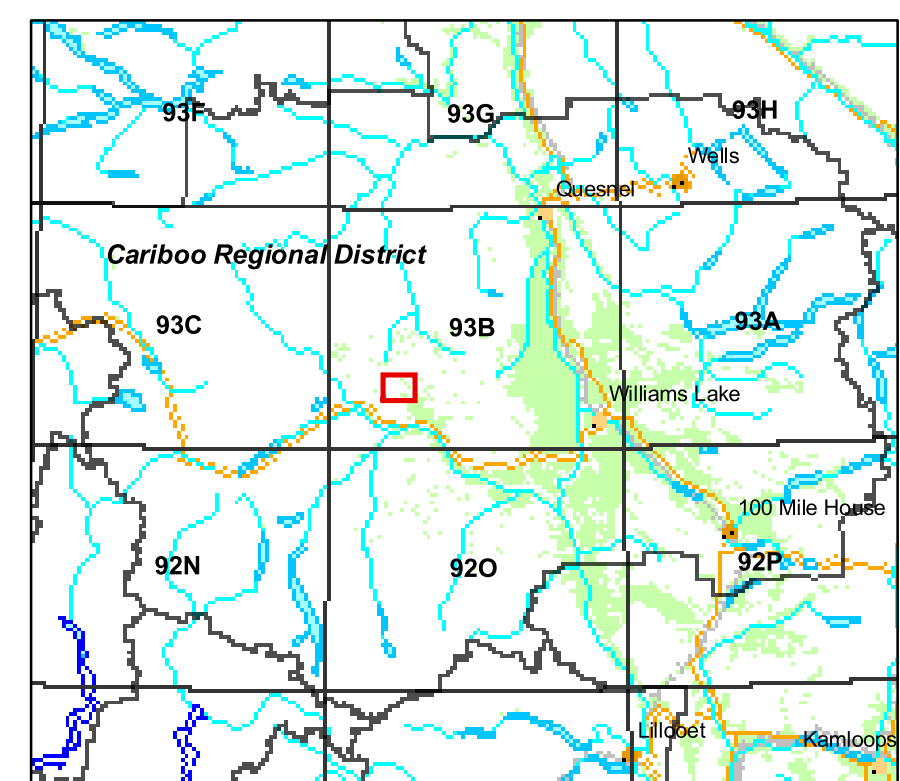 93F
93G
93H
Wells
Quesnel
Cariboo Regional District
93C
93B
93A
Williams Lake
100 Mile House
92N
92O
92P
Lillooet
Kamloops